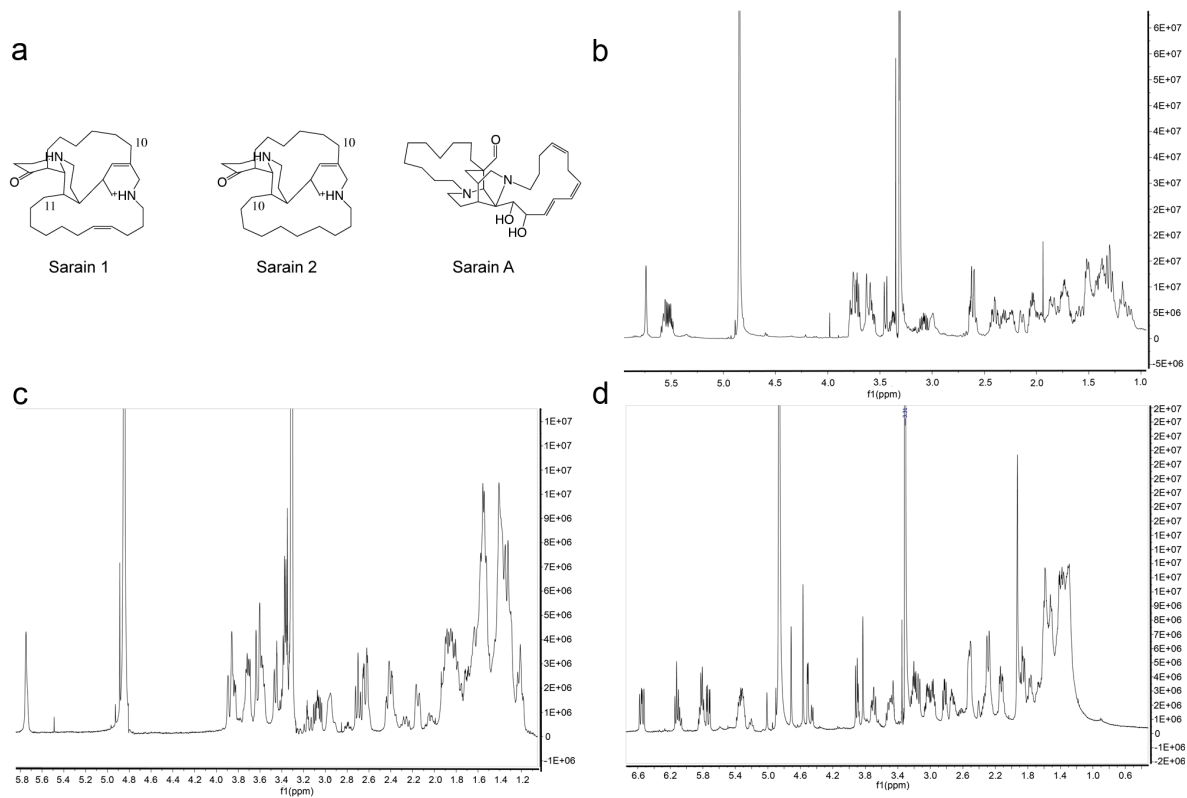 a
10
HN
O
+HN
11
Sarain 1
10
HN
O
+HN
10
Sarain 2
O
N
N
HO
HO
Sarain A
b
6E+07
6E+07
5E+07
5E+07
4E+07
4E+07
3E+07
3E+07
2E+07
2E+07
1E+07
1E+07
5E+06
0
-5E+06
5.5 5.0 4.5 4.0 3.5 3.0 2.5 2.0 1.5 1.0
f1(ppm)
c
1E+07
1E+07
1E+07
1E+07
9E+06
8E+06
7E+06
6E+06
5E+06
4E+06
3E+06
2E+06
1E+06
0
-1E+06
5.8 5.4 5.2 5.0 4.8 4.6 4.4 4.2 4.0 3.8 3.6 3.4 3.2 3.0 2.8 2.6 2.4 2.2 2.0 1.8 1.6 1.4 1.2
f1(ppm)
d
2E+07
2E+07
2E+07
2E+07
2E+07
2E+07
2E+07
2E+07
1E+07
1E+07
1E+07
1E+07
1E+07
1E+07
9E+06
8E+06
7E+06
6E+06
5E+06
4E+06
3E+06
2E+06
1E+06
0
-1E+06
-2E+06
6.6 6.2 5.8 5.4 5.0 4.6 4.2 3.8 3.4 3.0 2.6 2.2 1.8 1.4 1.0 0.6
f1(ppm)